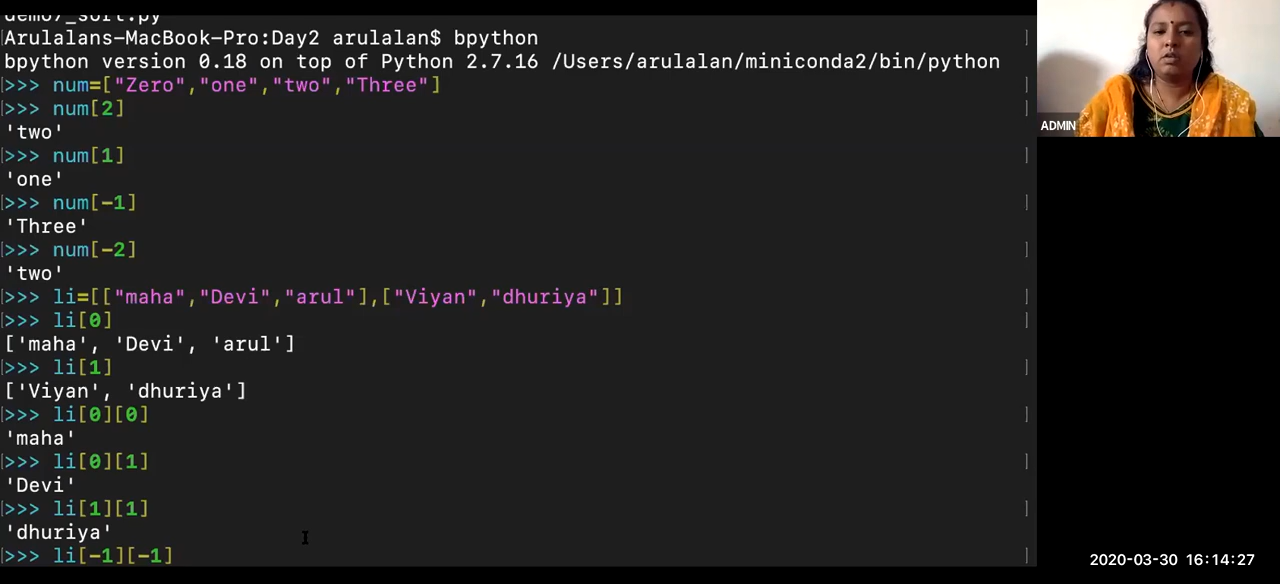 demo7_sort.py
Arulalans-MacBook-Pro:Day2 arulalan$ bpython
bpython version 0.18 on top of Python 2.7.16 /Users/arulalan/miniconda2/bin/python
>>> num=["Zero","one","two","Three"]
>>> num[2]
'two'
>>> num[1]
'one'
>>> num[-1]
'Three'
>>> num[-2]
'two'
>>> li=[["maha","Devi","arul"],["Viyan","dhuriya"]]
>>> li[0]
['maha', 'Devi', 'arul']
>>> li[1]
['Viyan', 'dhuriya']
>>> li[0][0]
'maha'
>>> li[0][1]
'Devi'
>>> li[1][1]
'dhuriya'
>>> li[-1][-1]
ADMIN
2020-03-30 16:14:27